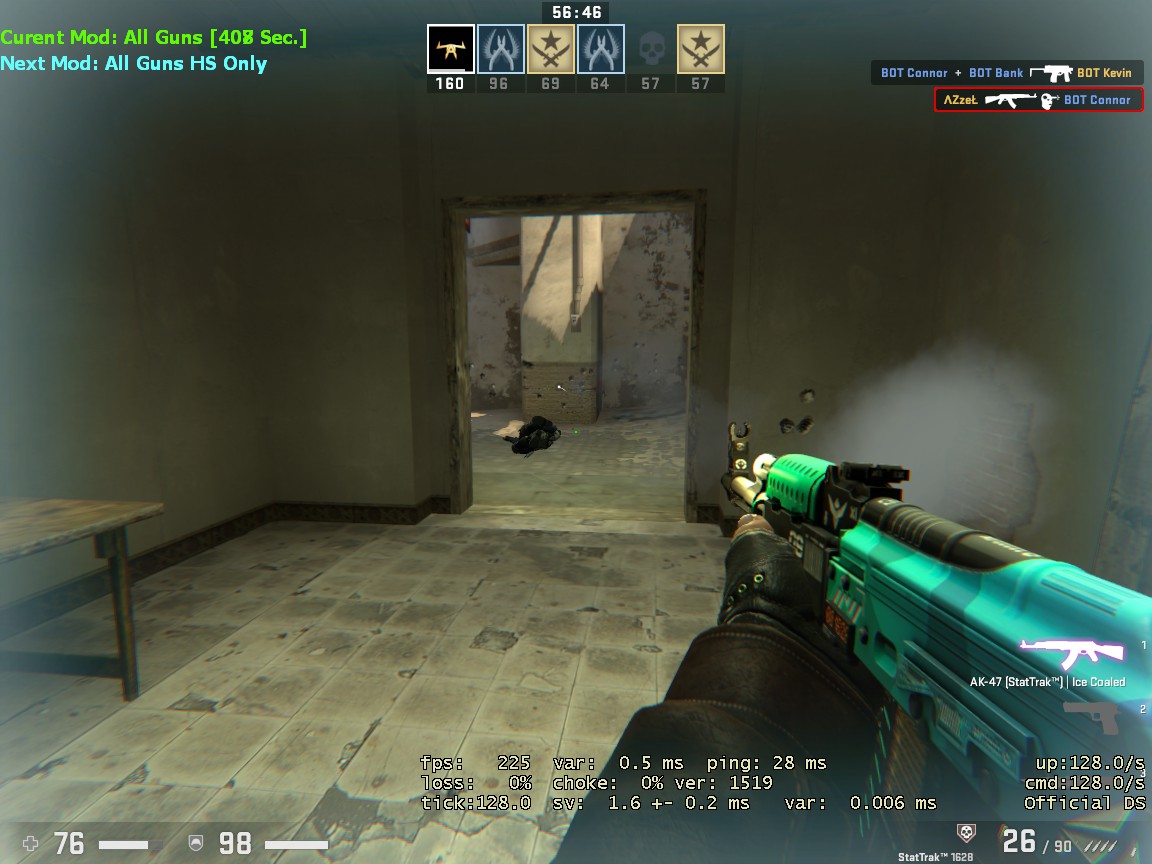 56:46
Curent Mod: All Guns [408 Sec.]
Next Mod: All Guns HS Only
160 96 69 64 57 57
BOT Connor + BOT Bank BOT Kevin
ΛZzeŁ BOT Connor
1
AK-47 (StatTrak™) | Ice Coaled
2
fps: 225 var: 0.5 ms ping: 28 ms up:128.0/s
loss: 0% choke: 0% ver: 1519 cmd:128.0/s
tick:128.0 sv: 1.6 +- 0.2 ms var: 0.006 ms Official DS
76 98 26 / 90
StatTrak™ 1628